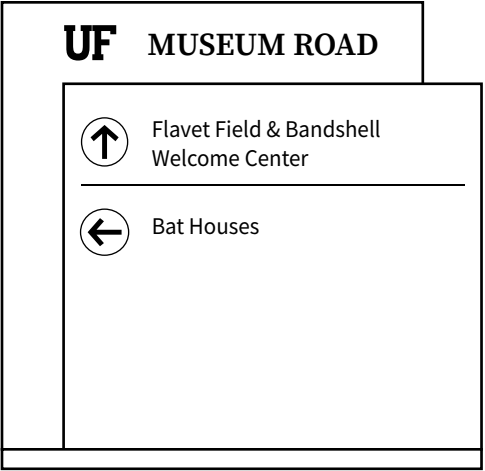 UF MUSEUM ROAD
Flavet Field & Bandshell
Welcome Center
Bat Houses